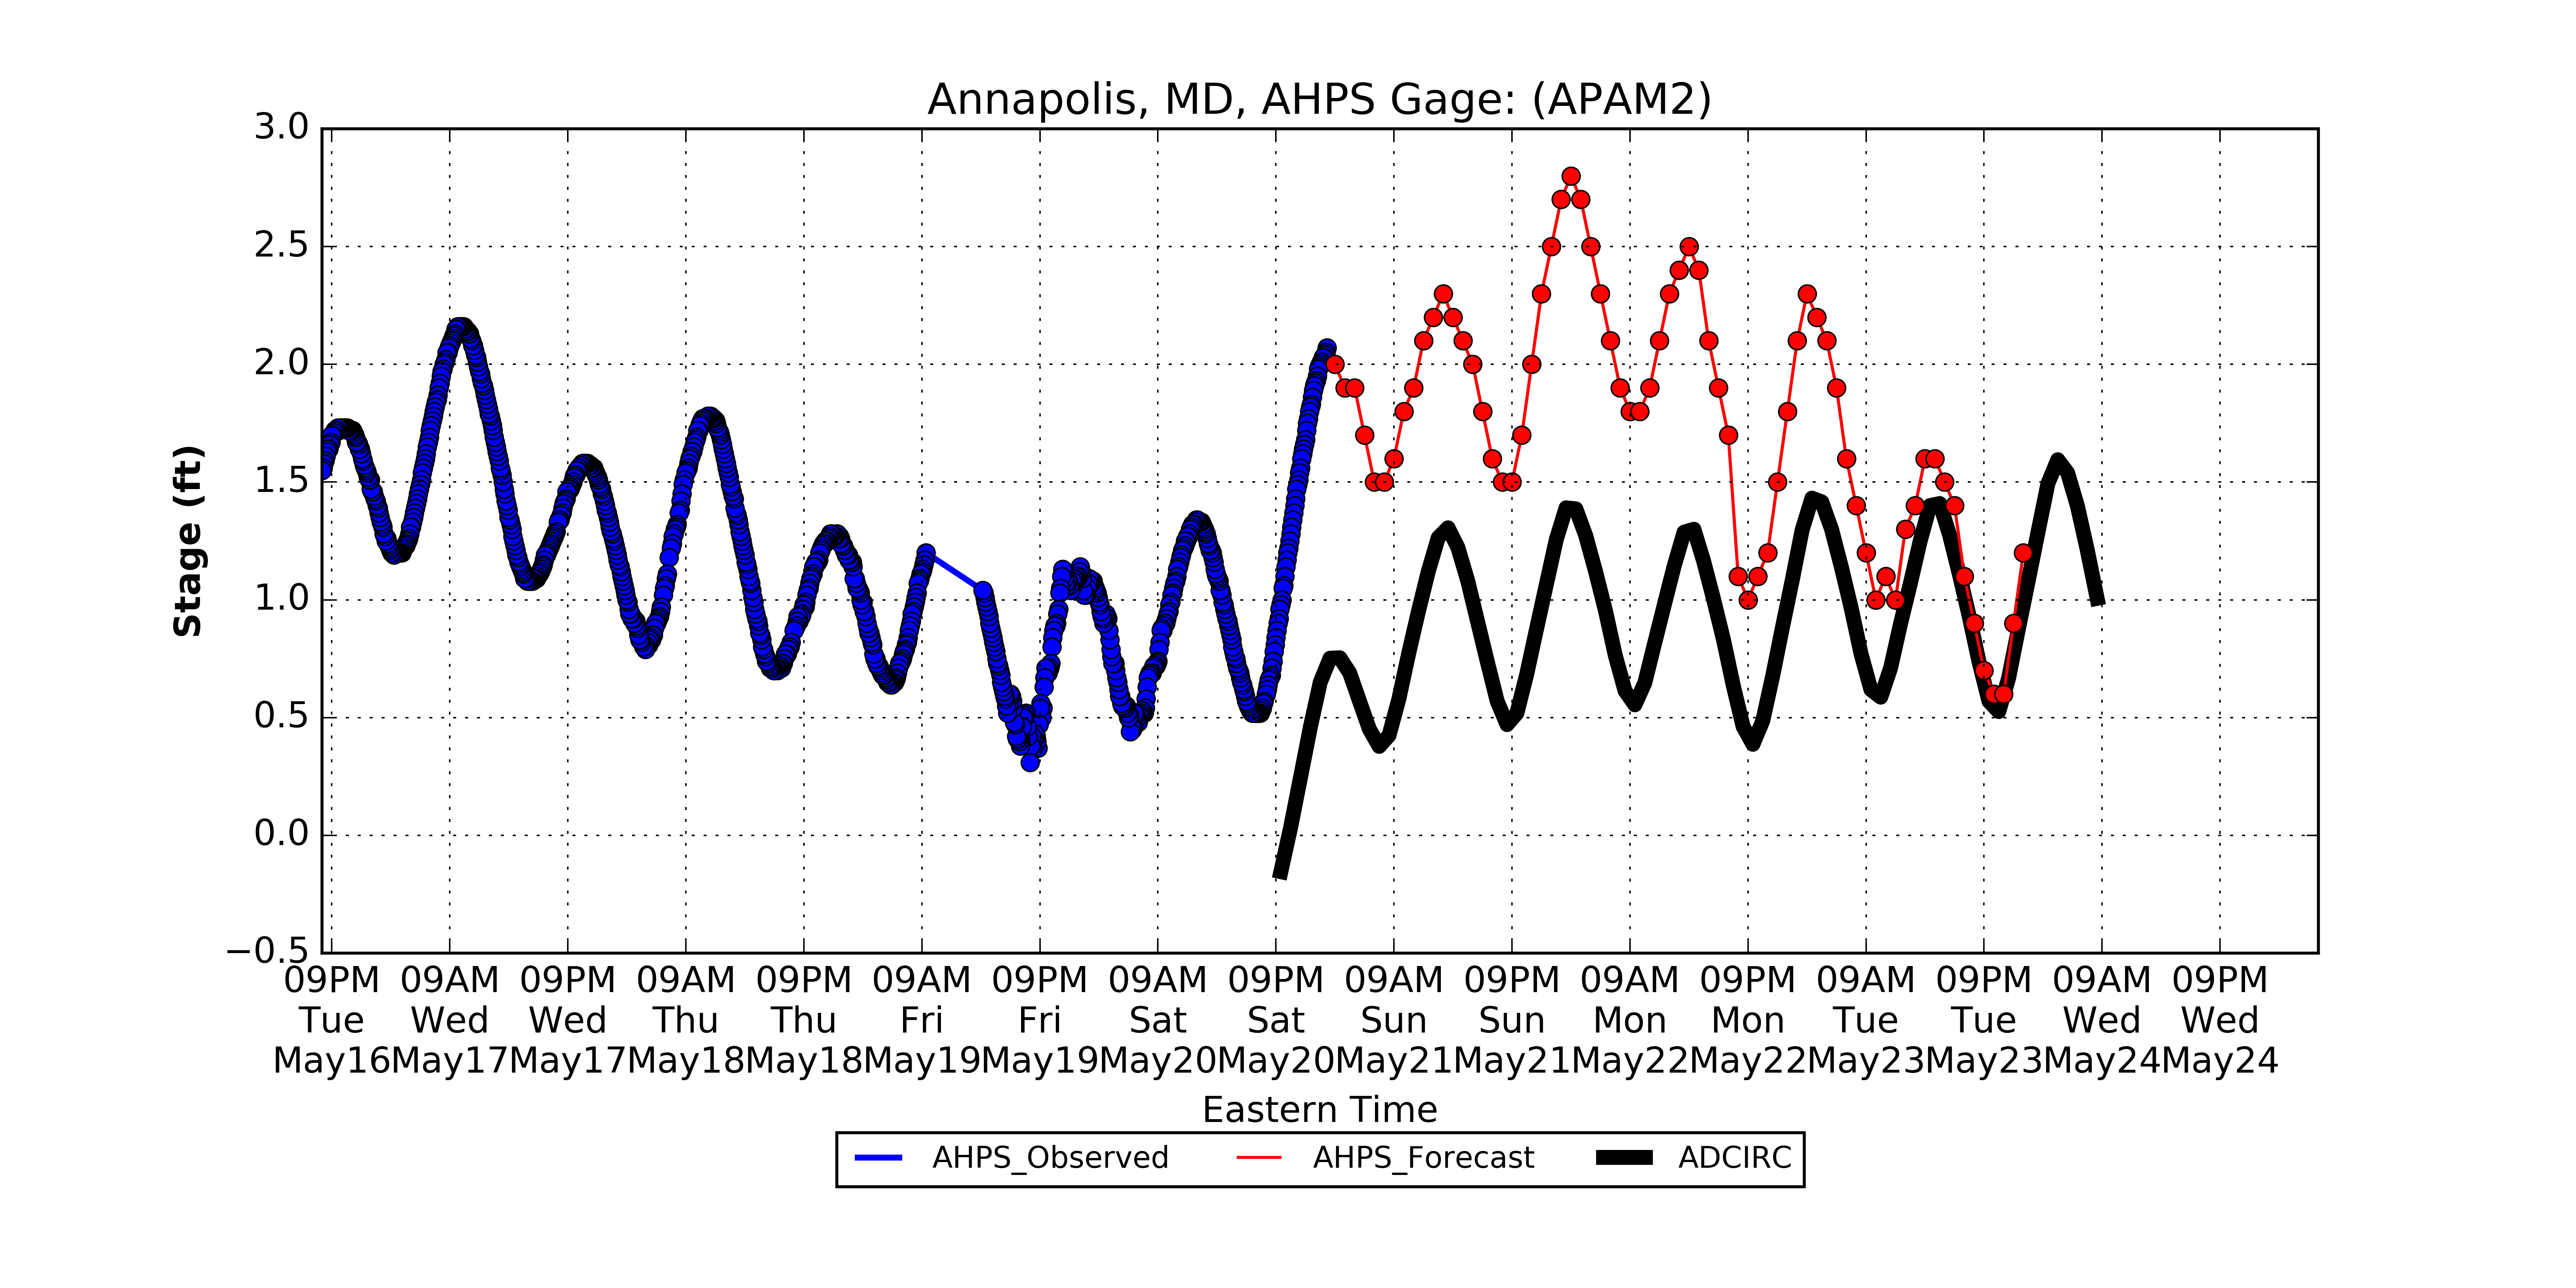 Annapolis, MD, AHPS Gage: (APAM2)
3.0
2.5
2.0
1.5
1.0
0.5
0.0
−0.5
Stage (ft)
09PM 09AM 09PM 09AM 09PM 09AM 09PM 09AM 09PM 09AM 09PM 09AM 09PM 09AM 09PM 09AM 09PM
Tue Wed Wed Thu Thu Fri Fri Sat Sat Sun Sun Mon Mon Tue Tue Wed Wed
May16 May17 May17 May18 May18 May19 May19 May20 May20 May21 May21 May22 May22 May23 May23 May24 May24
Eastern Time
AHPS_Observed AHPS_Forecast ADCIRC